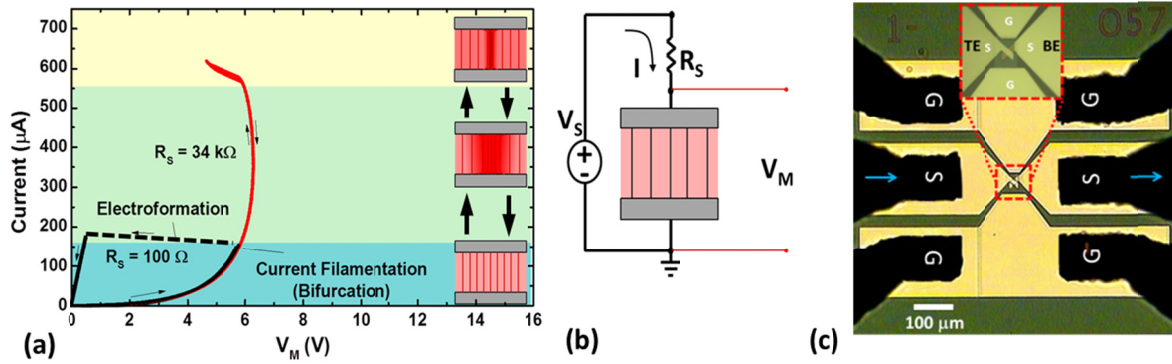 700
600
500
400
300
200
100
0
Current (μA)
R_S = 34 kΩ
Electroformation
R_S = 100 Ω
Current Filamentation
(Bifurcation)
0 2 4 6 8 10 12 14 16
V_M (V)
(a)
I
R_S
V_S
+
-
V_M
(b)
1- O57
G
TE S S BE
G
G G
S S
G G
100 μm
(c)